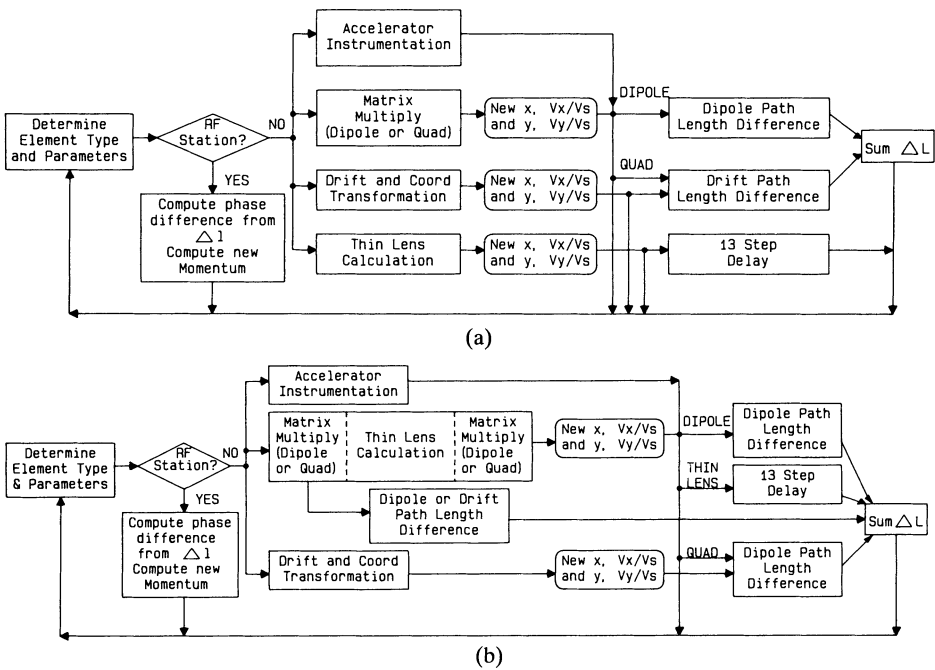 Determine
Element Type
and Parameters
RF
Station?
NO
YES
Compute phase
difference from
△ l
Compute new
Momentum
Accelerator
Instrumentation
Matrix
Multiply
(Dipole or Quad)
New x, Vx/Vs
and y, Vy/Vs
DIPOLE
Dipole Path
Length Difference
Sum △ L
Drift and Coord
Transformation
New x, Vx/Vs
and y, Vy/Vs
QUAD
Drift Path
Length Difference
Thin Lens
Calculation
New x, Vx/Vs
and y, Vy/Vs
13 Step
Delay
(a)
Determine
Element Type
& Parameters
RF
Station?
NO
YES
Compute phase
difference
from △ l
Compute new
Momentum
Accelerator
Instrumentation
Matrix
Multiply
(Dipole
or Quad)
Thin Lens
Calculation
Matrix
Multiply
(Dipole
or Quad)
New x, Vx/Vs
and y, Vy/Vs
DIPOLE
Dipole Path
Length
Difference
THIN
LENS
13 Step
Delay
Dipole or Drift
Path Length
Difference
Sum △ L
Drift and Coord
Transformation
New x, Vx/Vs
and y, Vy/Vs
QUAD
Dipole Path
Length
Difference
(b)